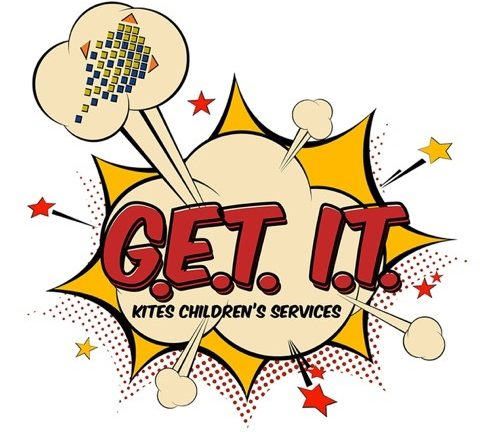 G.E.T. I.T.
KITES CHILDREN'S SERVICES